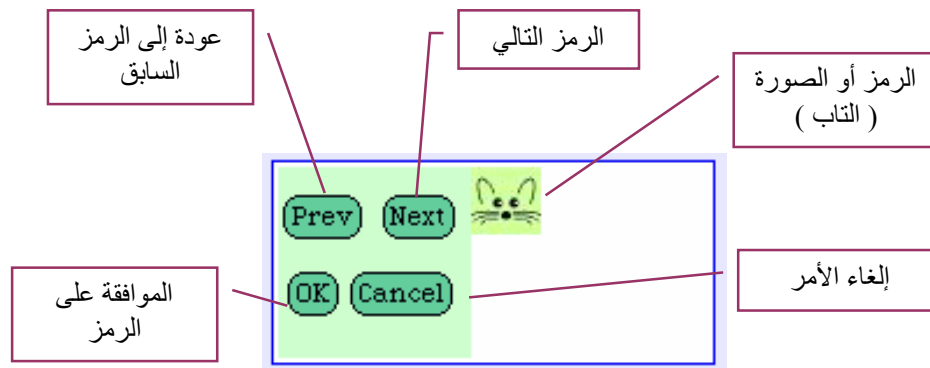 عودة إلى الرمز
السابق
الرمز التالي
الرمز أو الصورة
( التاب )
Prev Next
OK Cancel
إلغاء الأمر
الموافقة على
الرمز